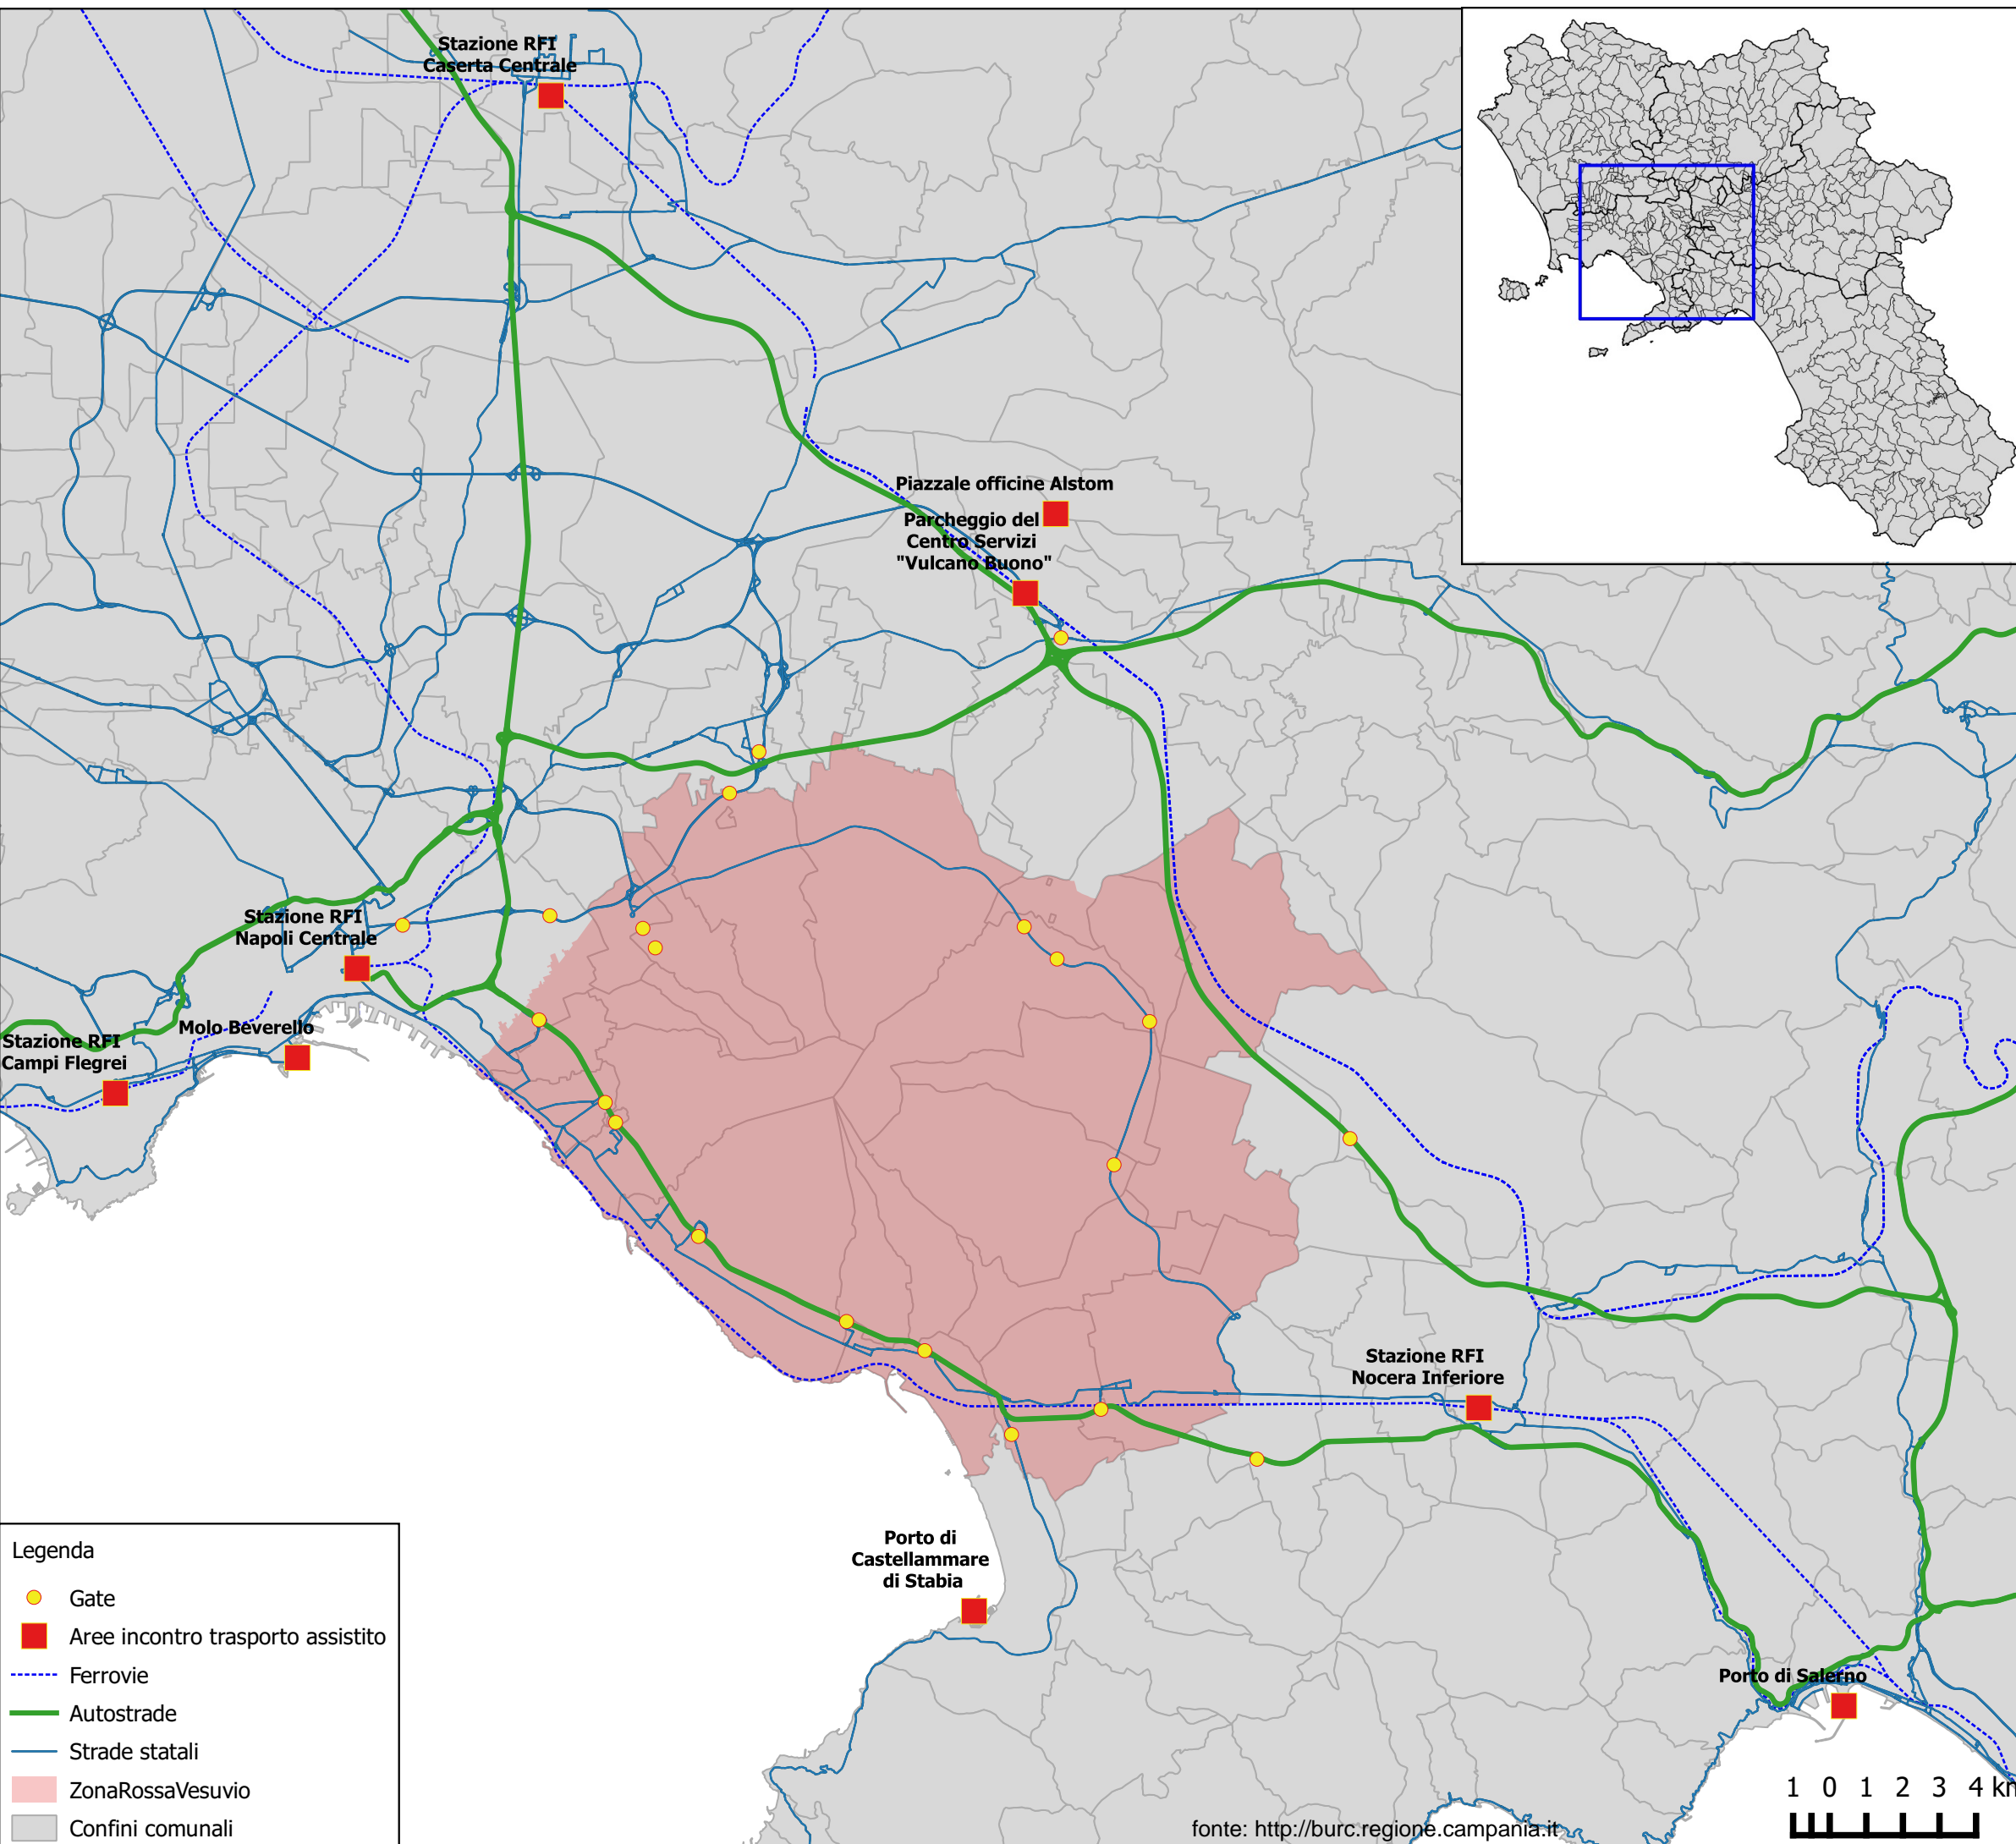 Stazione RFI
Caserta Centrale
Piazzale officine Alstom
Parcheggio del
Centro Servizi
"Vulcano Buono"
Stazione RFI
Napoli Centrale
Molo Beverello
Stazione RFI
Campi Flegrei
Stazione RFI
Nocera Inferiore
Porto di
Castellammare
di Stabia
Porto di Salerno
Legenda
Gate
Aree incontro trasporto assistito
Ferrovie
Autostrade
Strade statali
ZonaRossaVesuvio
Confini comunali
1 0 1 2 3 4 km
fonte: http://burc.regione.campania.it